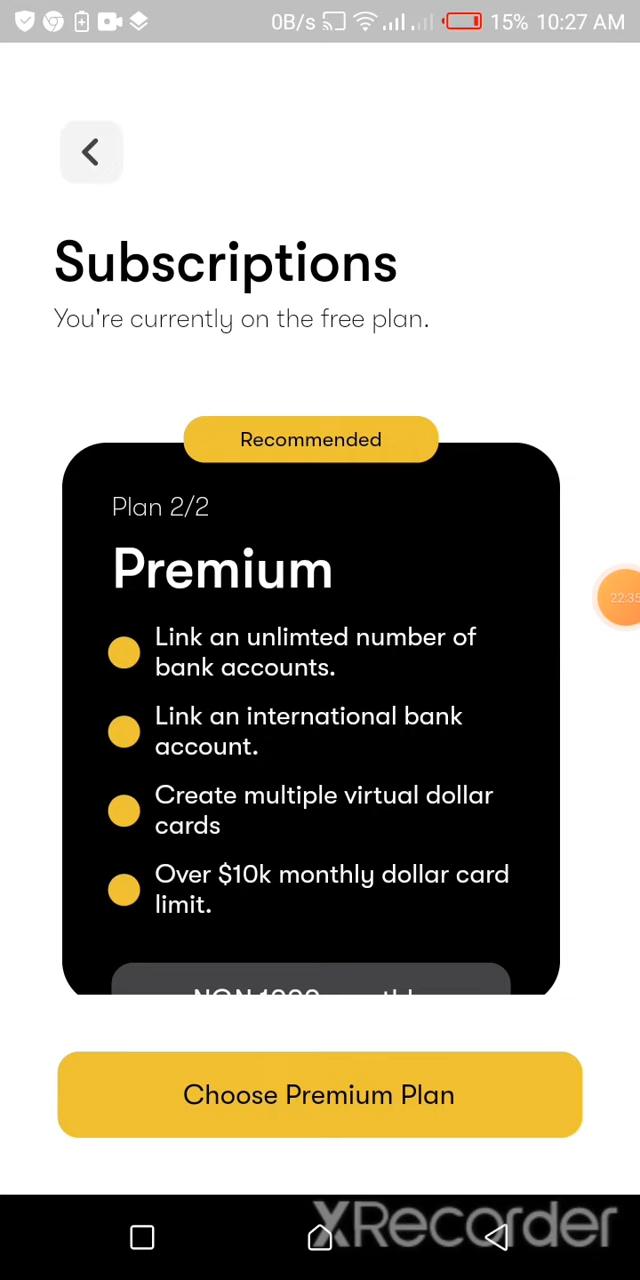 0B/s 15% 10:27 AM
Subscriptions
You're currently on the free plan.
Recommended
Plan 2/2
Premium
Link an unlimted number of
bank accounts.
Link an international bank
account.
Create multiple virtual dollar
cards
Over $10k monthly dollar card
limit.
22:35
Choose Premium Plan
XRecorder